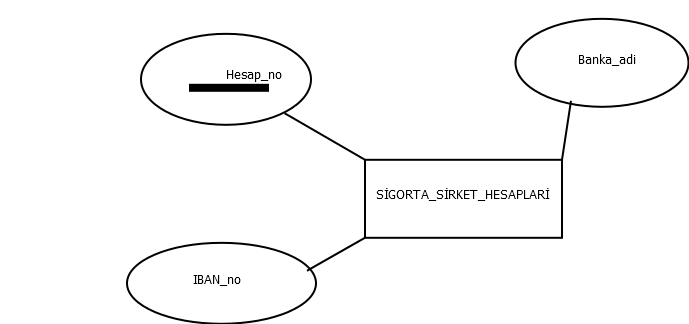 Hesap_no
Banka_adi
SİGORTA_SİRKET_HESAPLARİ
IBAN_no